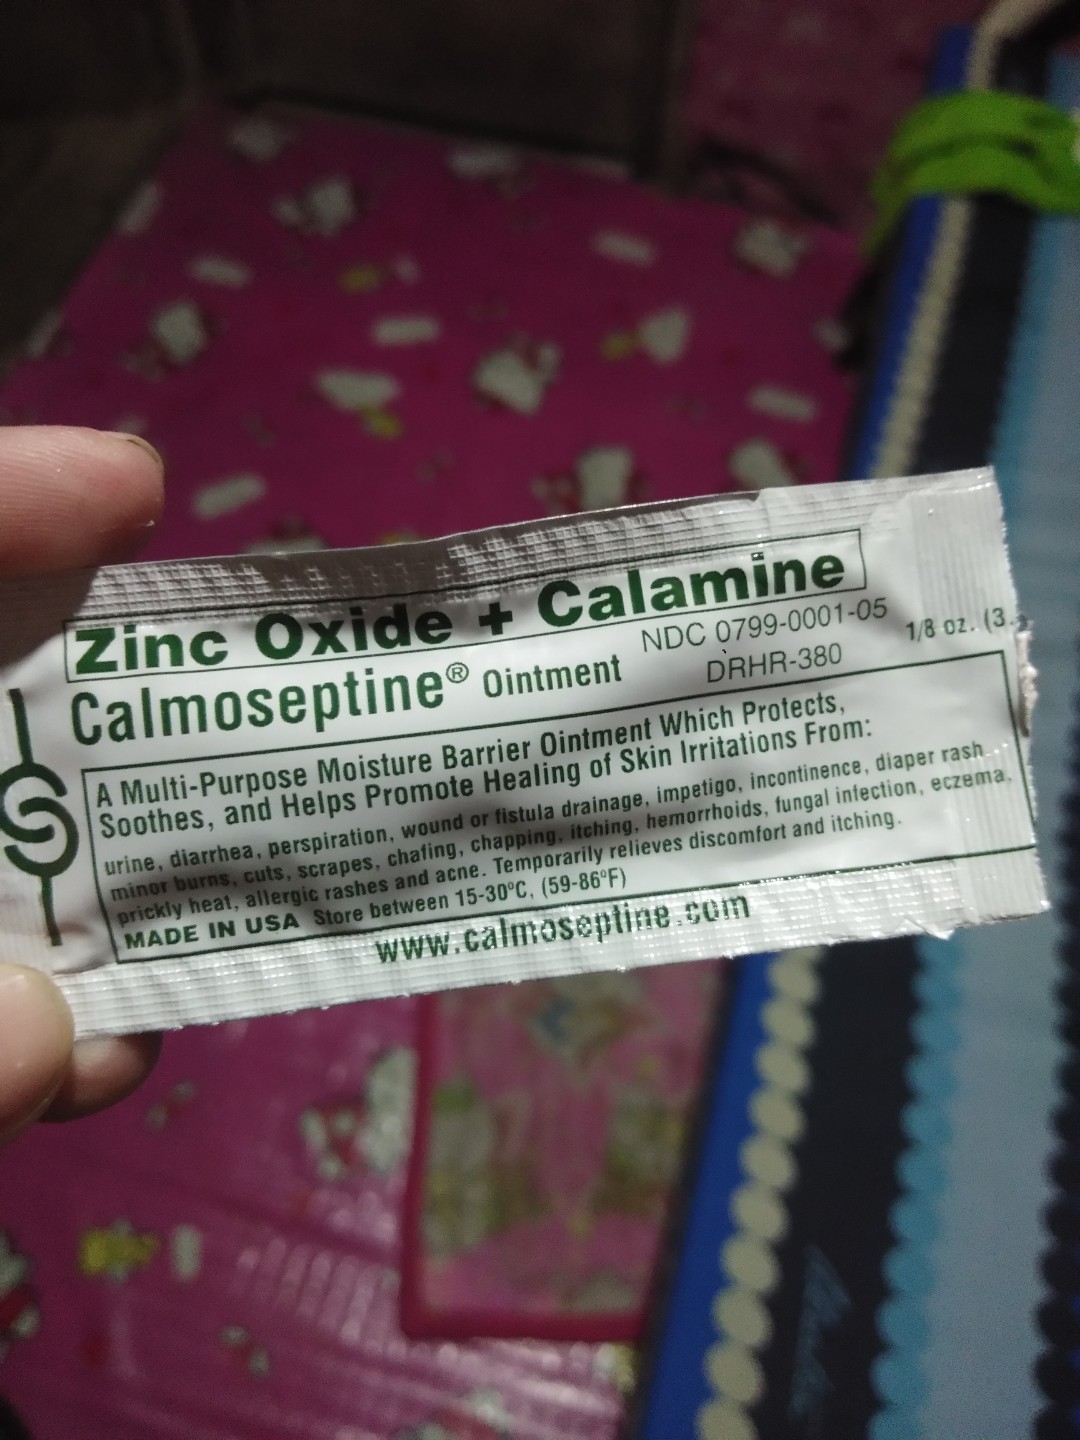 Zinc Oxide + Calamine
Calmoseptine® Ointment
NDC 0799-0001-05
DRHR-380
1/8 oz. (3.
A Multi-Purpose Moisture Barrier Ointment Which Protects,
Soothes, and Helps Promote Healing of Skin Irritations From:
urine, diarrhea, perspiration, wound or fistula drainage, impetigo, incontinence, diaper rash
minor burns, cuts, scrapes, chafing, chapping, itching, hemorrhoids, fungal infection, eczema,
prickly heat, allergic rashes and acne. Temporarily relieves discomfort and itching.
MADE IN USA Store between 15-30°C, (59-86°F)
www.calmoseptine.com